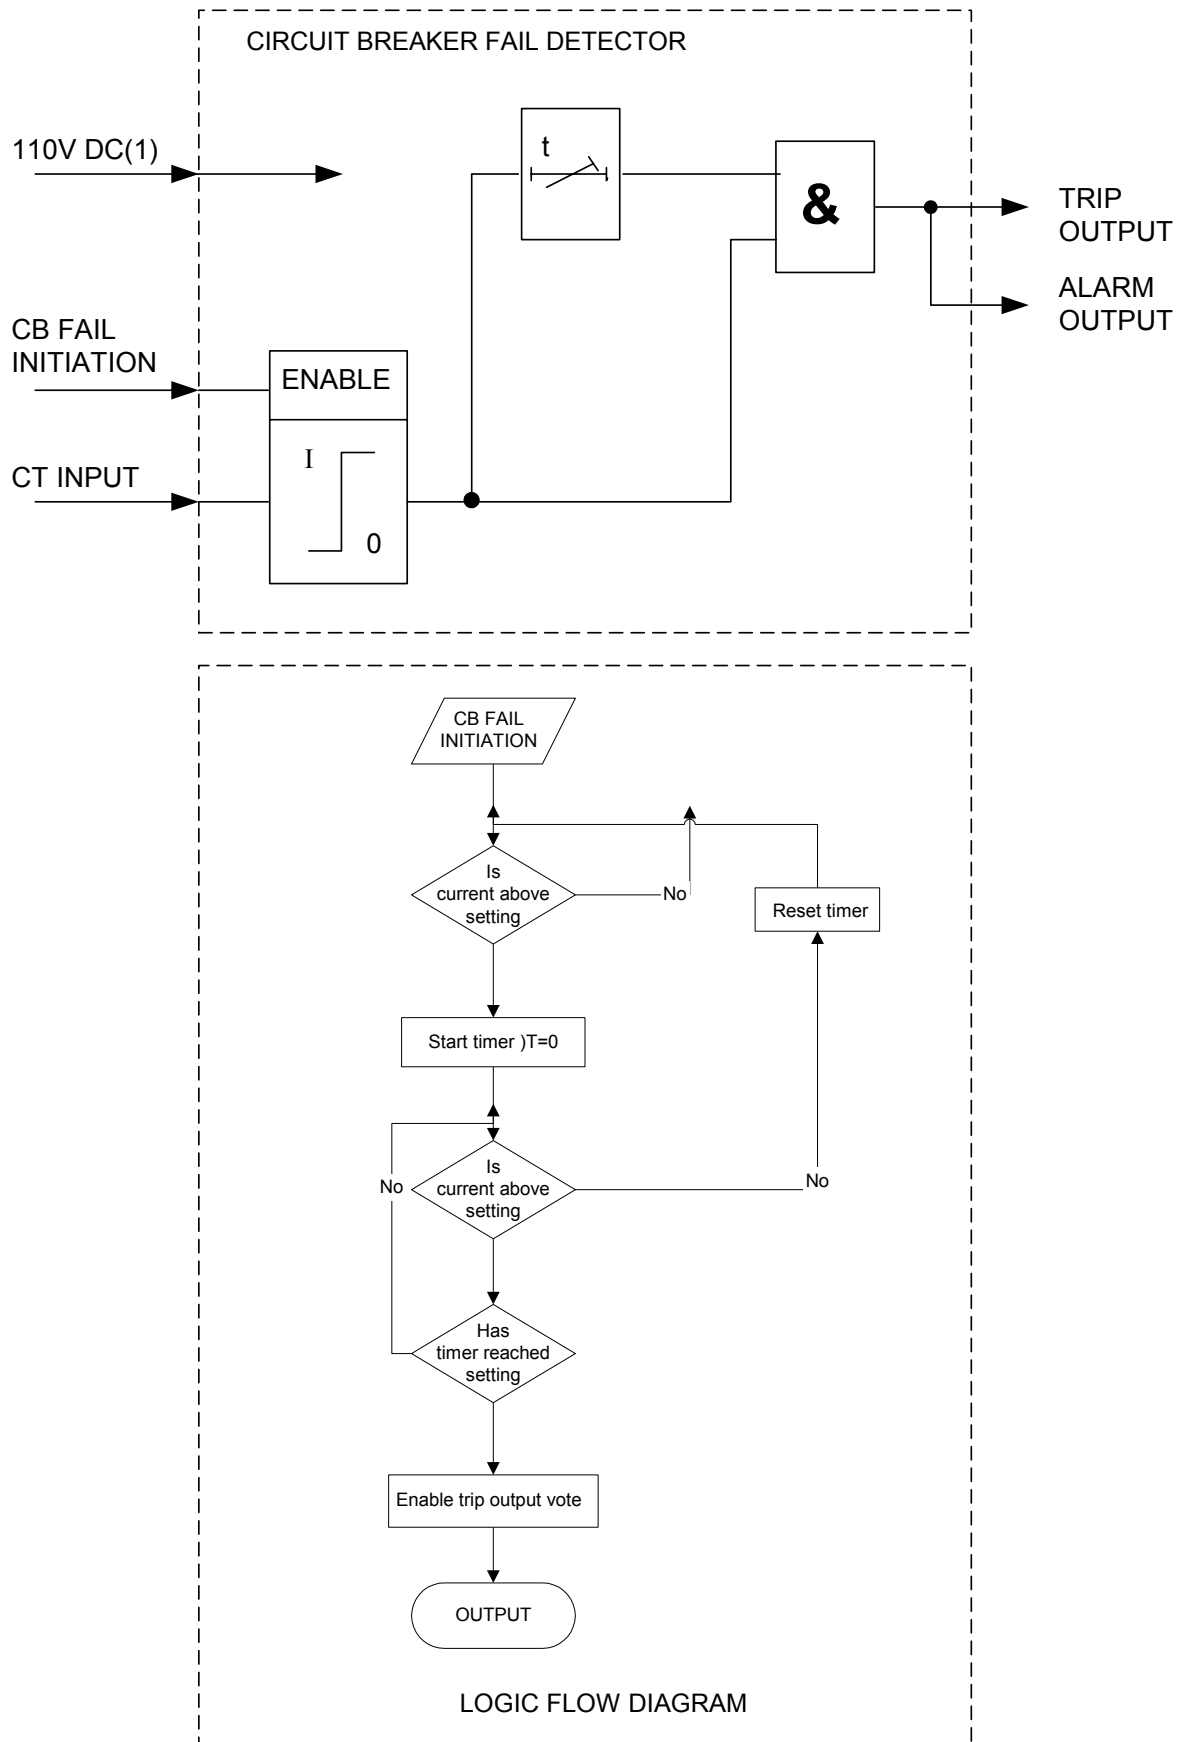 CIRCUIT BREAKER FAIL DETECTOR
110V DC(1)
t
&
TRIP
OUTPUT
ALARM
OUTPUT
CB FAIL
INITIATION
ENABLE
CT INPUT
I
0
CB FAIL
INITIATION
Is
current above
setting
No
Reset timer
Start timer )T=0
Is
current above
setting
No
No
Has
timer reached
setting
Enable trip output vote
OUTPUT
LOGIC FLOW DIAGRAM